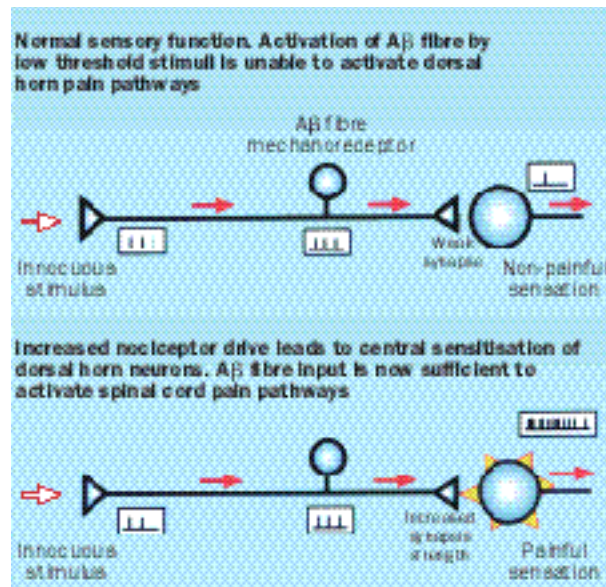 Normal sensory function. Activation of Aβ fibre by
low threshold stimuli is unable to activate dorsal
horn pain pathways
Aβ fibre
mechanoreceptor
Weak
synapse
Innocuous
stimulus
Non-painful
sensation
Increased nociceptor drive leads to central sensitisation of
dorsal horn neurons. Aβ fibre input is now sufficient to
activate spinal cord pain pathways
Increased
synapse
strength
Innocuous
stimulus
Painful
sensation